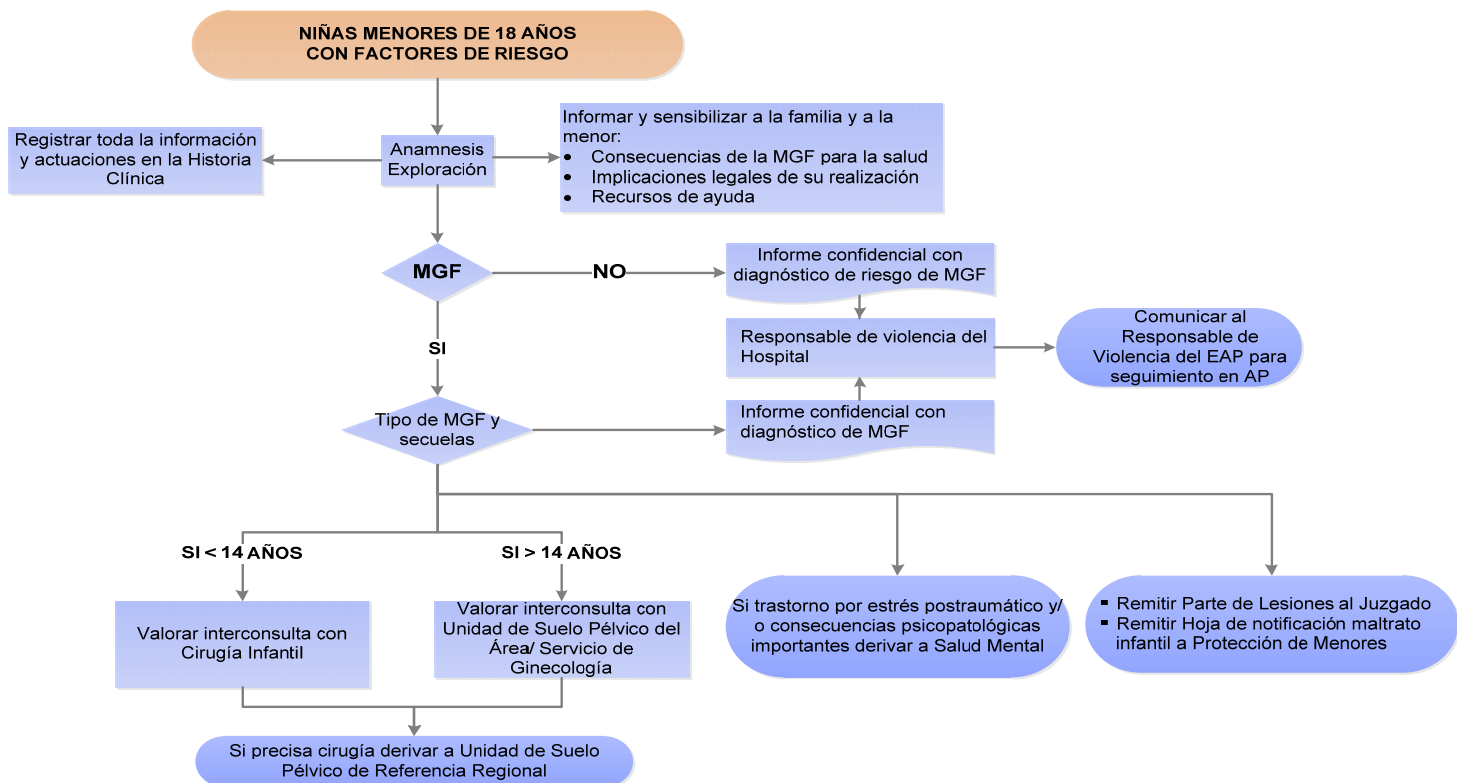 NIÑAS MENORES DE 18 AÑOS
CON FACTORES DE RIESGO
Registrar toda la información
y actuaciones en la Historia
Clínica
Anamnesis
Exploración
Informar y sensibilizar a la familia y a la
menor:
• Consecuencias de la MGF para la salud
• Implicaciones legales de su realización
• Recursos de ayuda
MGF
NO
Informe confidencial con
diagnóstico de riesgo de MGF
SI
Responsable de violencia del
Hospital
Comunicar al
Responsable de
Violencia del EAP para
seguimiento en AP
Tipo de MGF y
secuelas
Informe confidencial con
diagnóstico de MGF
SI < 14 AÑOS
SI > 14 AÑOS
Valorar interconsulta con
Cirugía Infantil
Valorar interconsulta con
Unidad de Suelo Pélvico del
Área/ Servicio de
Ginecología
Si trastorno por estrés postraumático y/
o consecuencias psicopatológicas
importantes derivar a Salud Mental
▪ Remitir Parte de Lesiones al Juzgado
▪ Remitir Hoja de notificación maltrato
infantil a Protección de Menores
Si precisa cirugía derivar a Unidad de Suelo
Pélvico de Referencia Regional